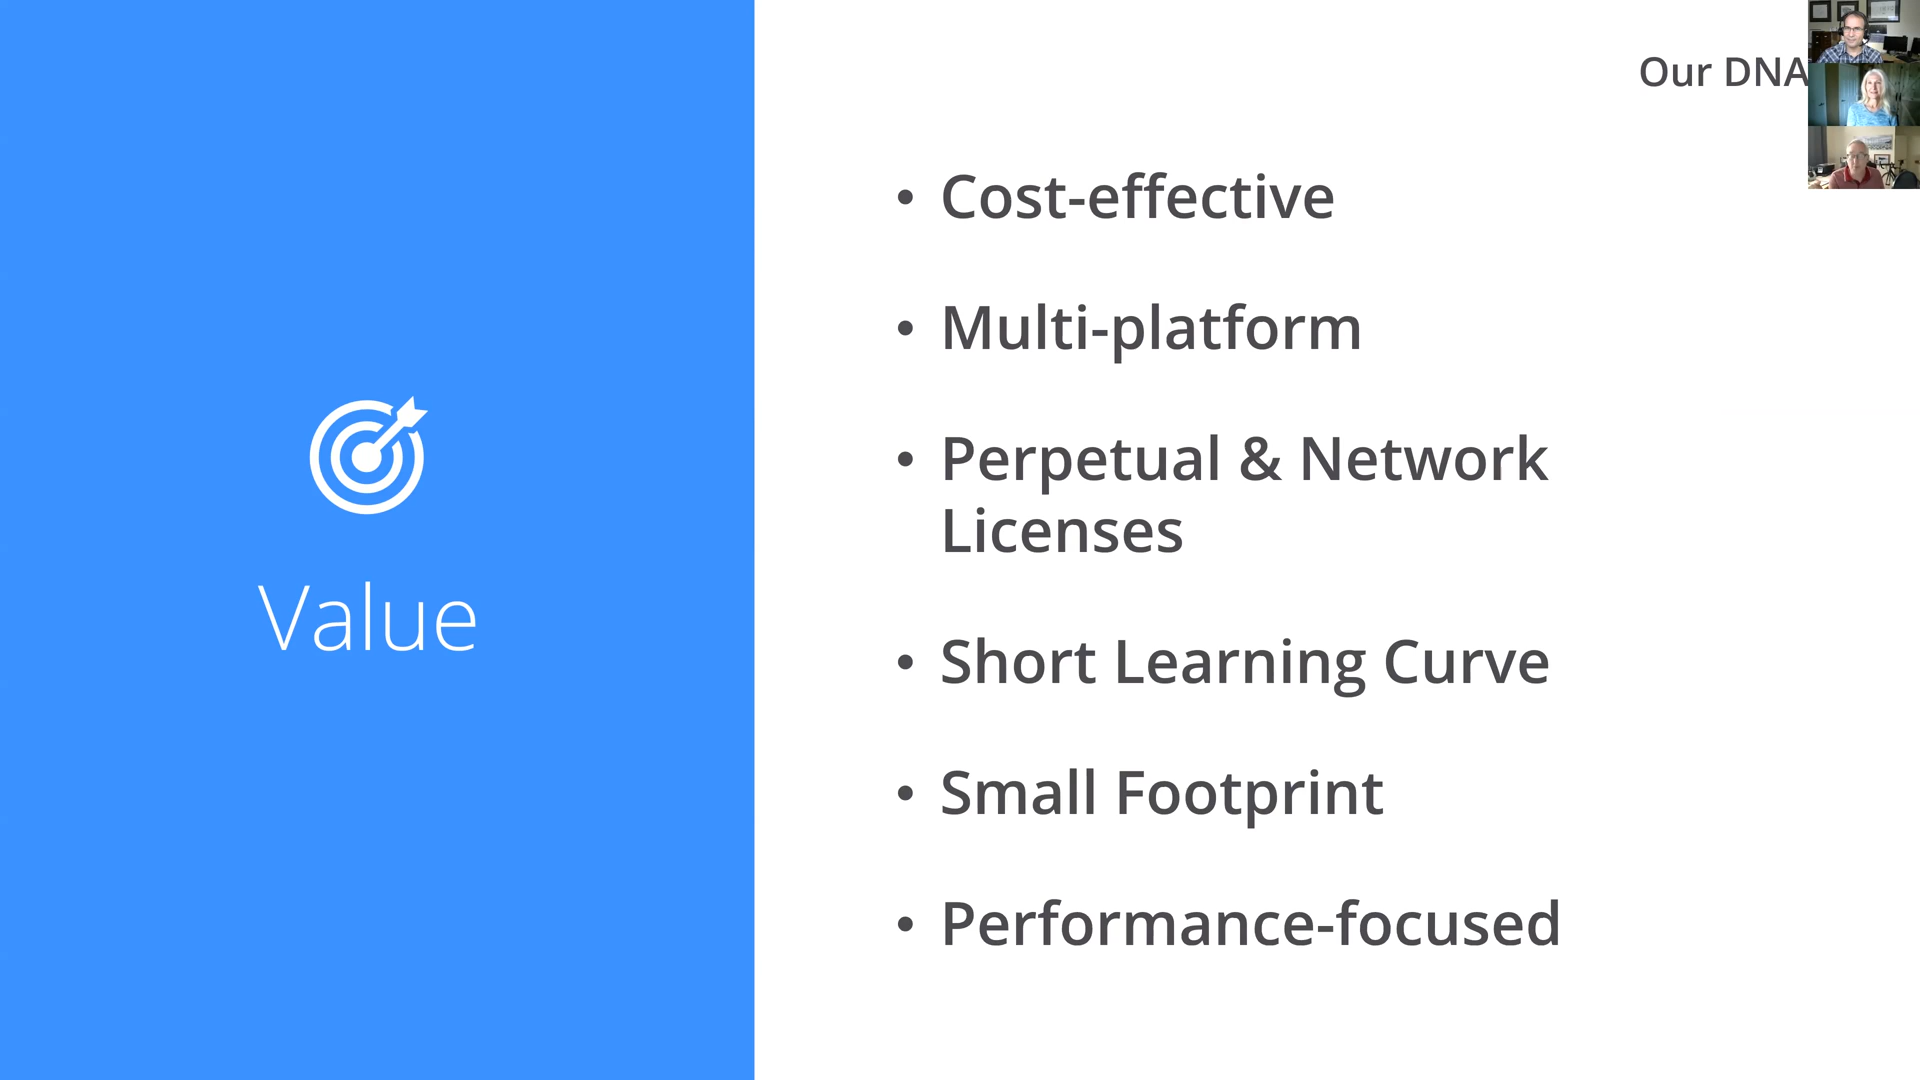 Our DNA
Value
• Cost-effective
• Multi-platform
• Perpetual & Network
Licenses
• Short Learning Curve
• Small Footprint
• Performance-focused